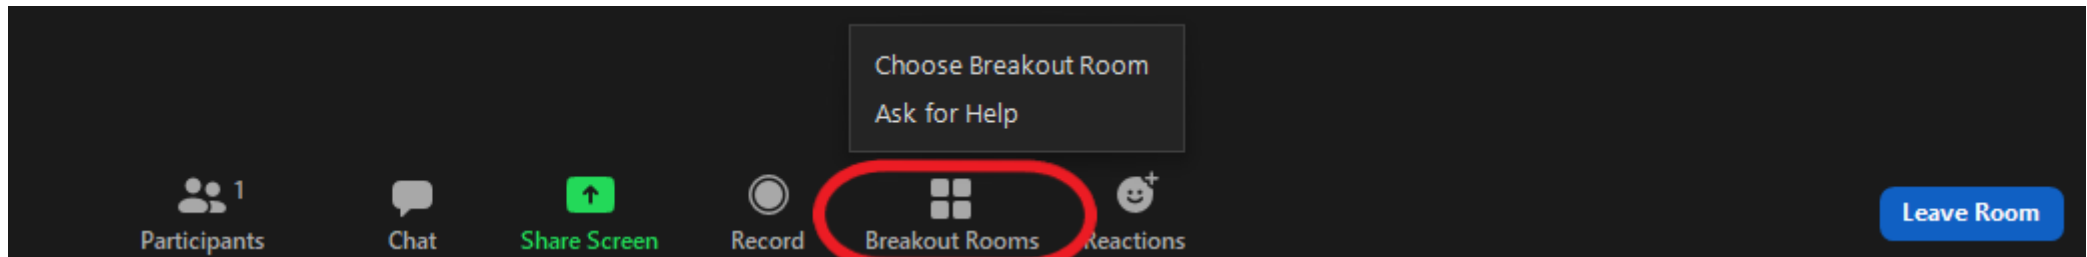 Choose Breakout Room
Ask for Help
1
Participants
Chat
Share Screen
Record
Breakout Rooms
Reactions
Leave Room